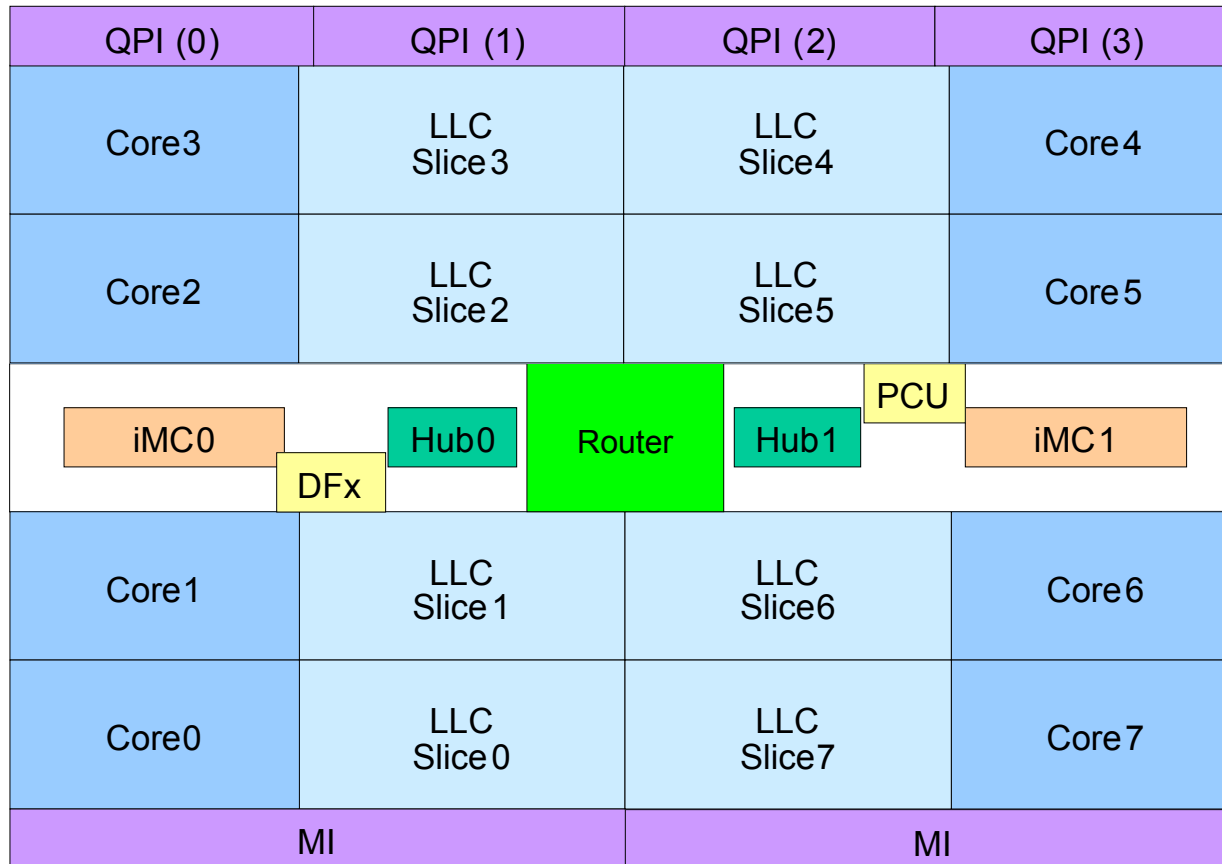 QPI (0)
QPI (1)
QPI (2)
QPI (3)
Core3
LLC
Slice3
LLC
Slice4
Core4
Core2
LLC
Slice2
LLC
Slice5
Core5
iMC0
DFx
Hub0
Router
Hub1
PCU
iMC1
Core1
LLC
Slice1
LLC
Slice6
Core6
Core0
LLC
Slice0
LLC
Slice7
Core7
MI
MI